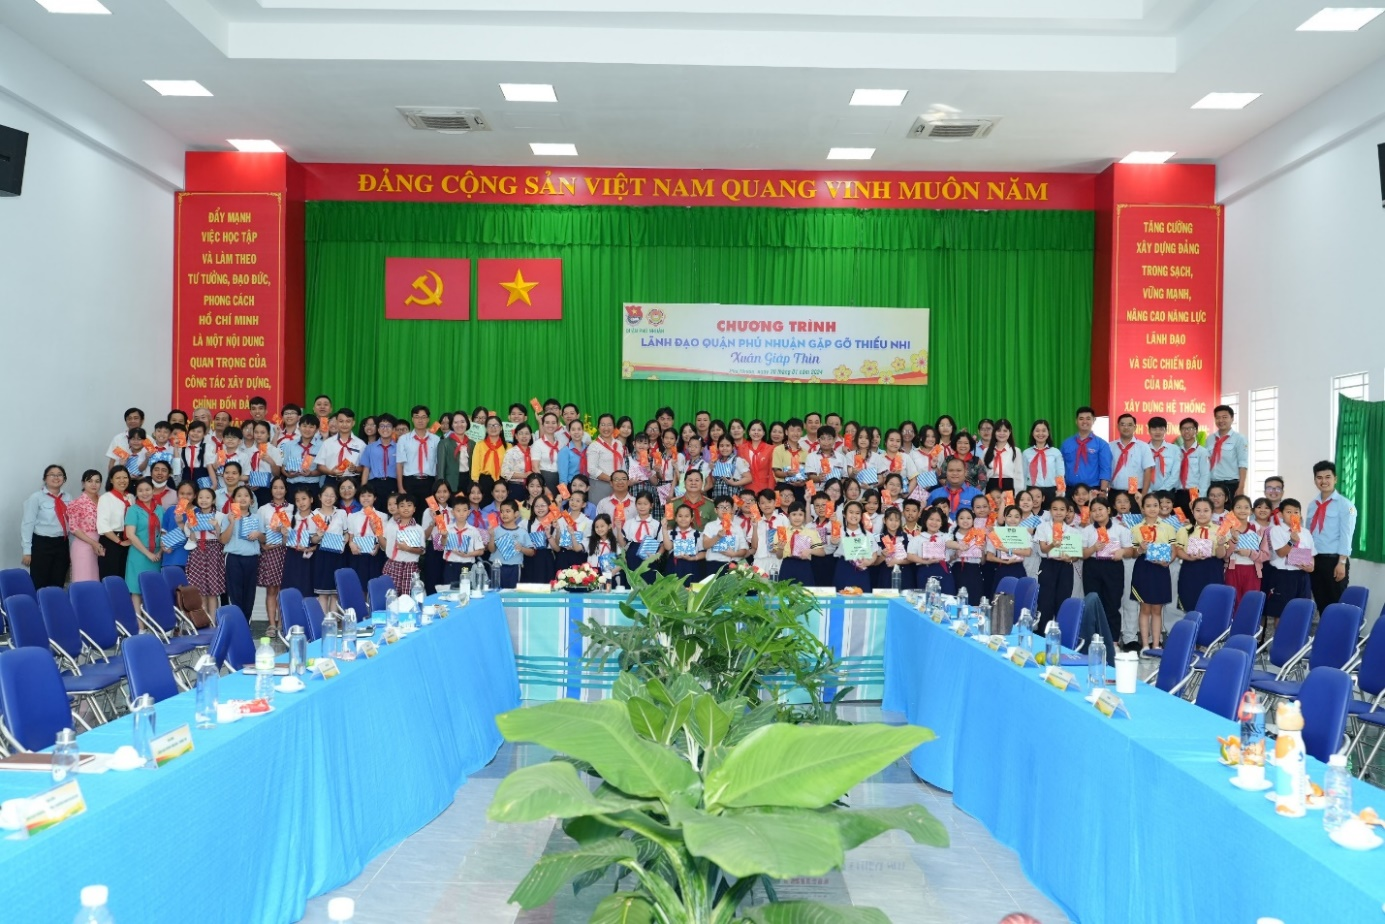 ĐẢNG CỘNG SẢN VIỆT NAM QUANG VINH MUÔN NĂM
ĐẨY MẠNH
VIỆC HỌC TẬP
VÀ LÀM THEO
TƯ TƯỞNG, ĐẠO ĐỨC,
PHONG CÁCH
HỒ CHÍ MINH
LÀ MỘT NỘI DUNG
QUAN TRỌNG CỦA
CÔNG TÁC XÂY DỰNG,
CHỈNH ĐỐN
CHƯƠNG TRÌNH
LÃNH ĐẠO QUẬN PHÚ NHUẬN GẶP GỠ THIẾU NHI
Xuân Giáp Thìn
TĂNG CƯỜNG
XÂY DỰNG ĐẢNG
TRONG SẠCH,
VỮNG MẠNH,
NÂNG CAO NĂNG LỰC
LÃNH ĐẠO
VÀ SỨC CHIẾN ĐẤU
CỦA ĐẢNG,
XÂY DỰNG HỆ THỐNG